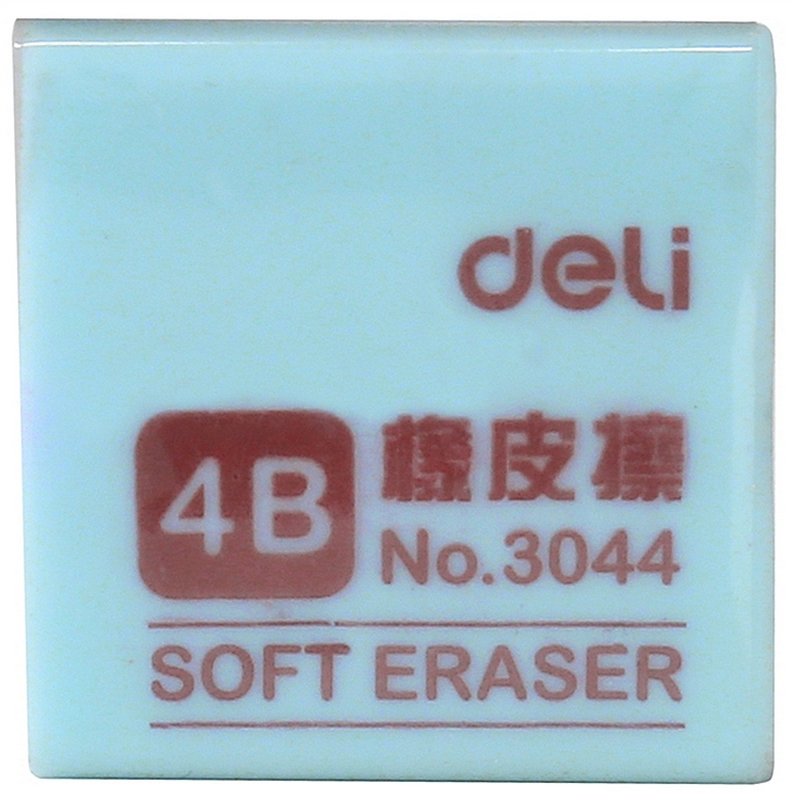 deli
4B
橡皮擦
No.3044
SOFT ERASER